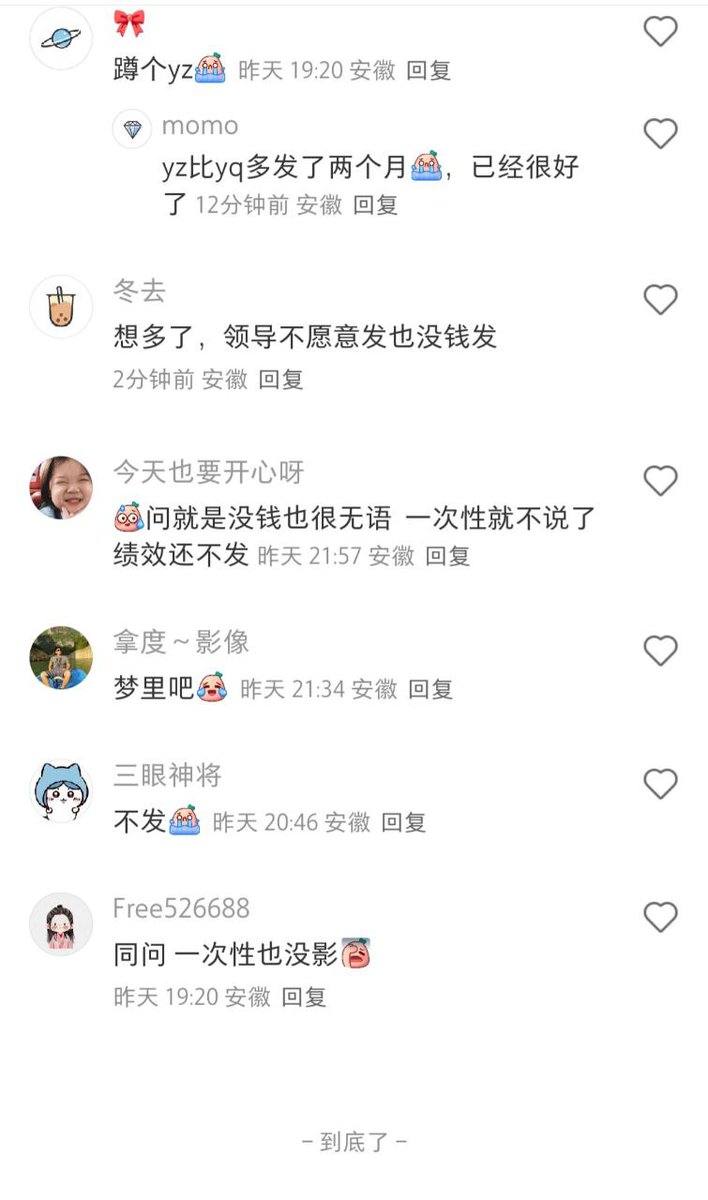 蹲个yz 昨天 19:20 安徽 回复
momo
yz比yq多发了两个月，已经很好
了 12分钟前 安徽 回复
冬去
想多了，领导不愿意发也没钱发
2分钟前 安徽 回复
今天也要开心呀
问就是没钱也很无语 一次性就不说了
绩效还不发 昨天 21:57 安徽 回复
拿度～影像
梦里吧 昨天 21:34 安徽 回复
三眼神将
不发 昨天 20:46 安徽 回复
Free526688
同问 一次性也没影
昨天 19:20 安徽 回复
– 到底了 –